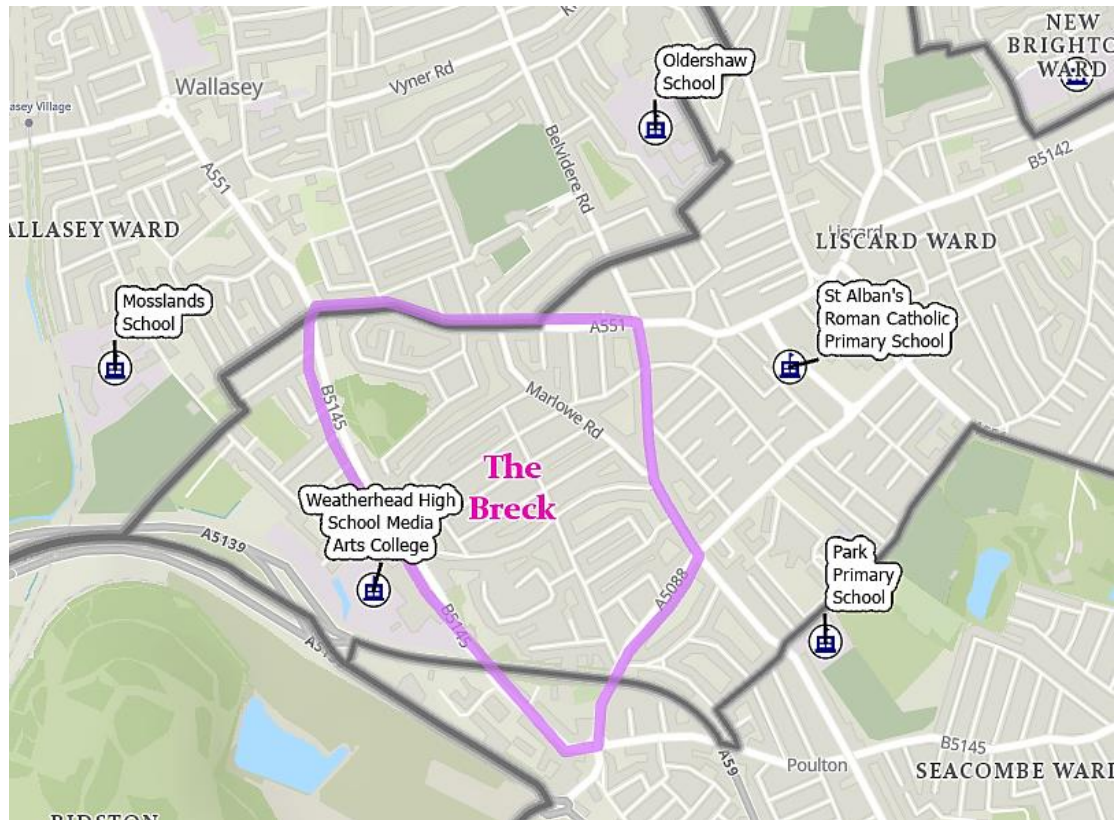 NEW
BRIGHTO
WARD
Oldershaw
School
Wallasey
Vyner Rd
asey Village
B5142
A551
Belvidere Rd
ALLASEY WARD
Liscard
LISCARD WARD
Mosslands
School
St Alban's
Roman Catholic
Primary School
A551
B5145
Marlowe Rd
The
Breck
Weatherhead High
School Media
Arts College
A5139
Park
Primary
School
A5088
B5145
B5145
Poulton
A59
SEACOMBE WARD
BIDSTON